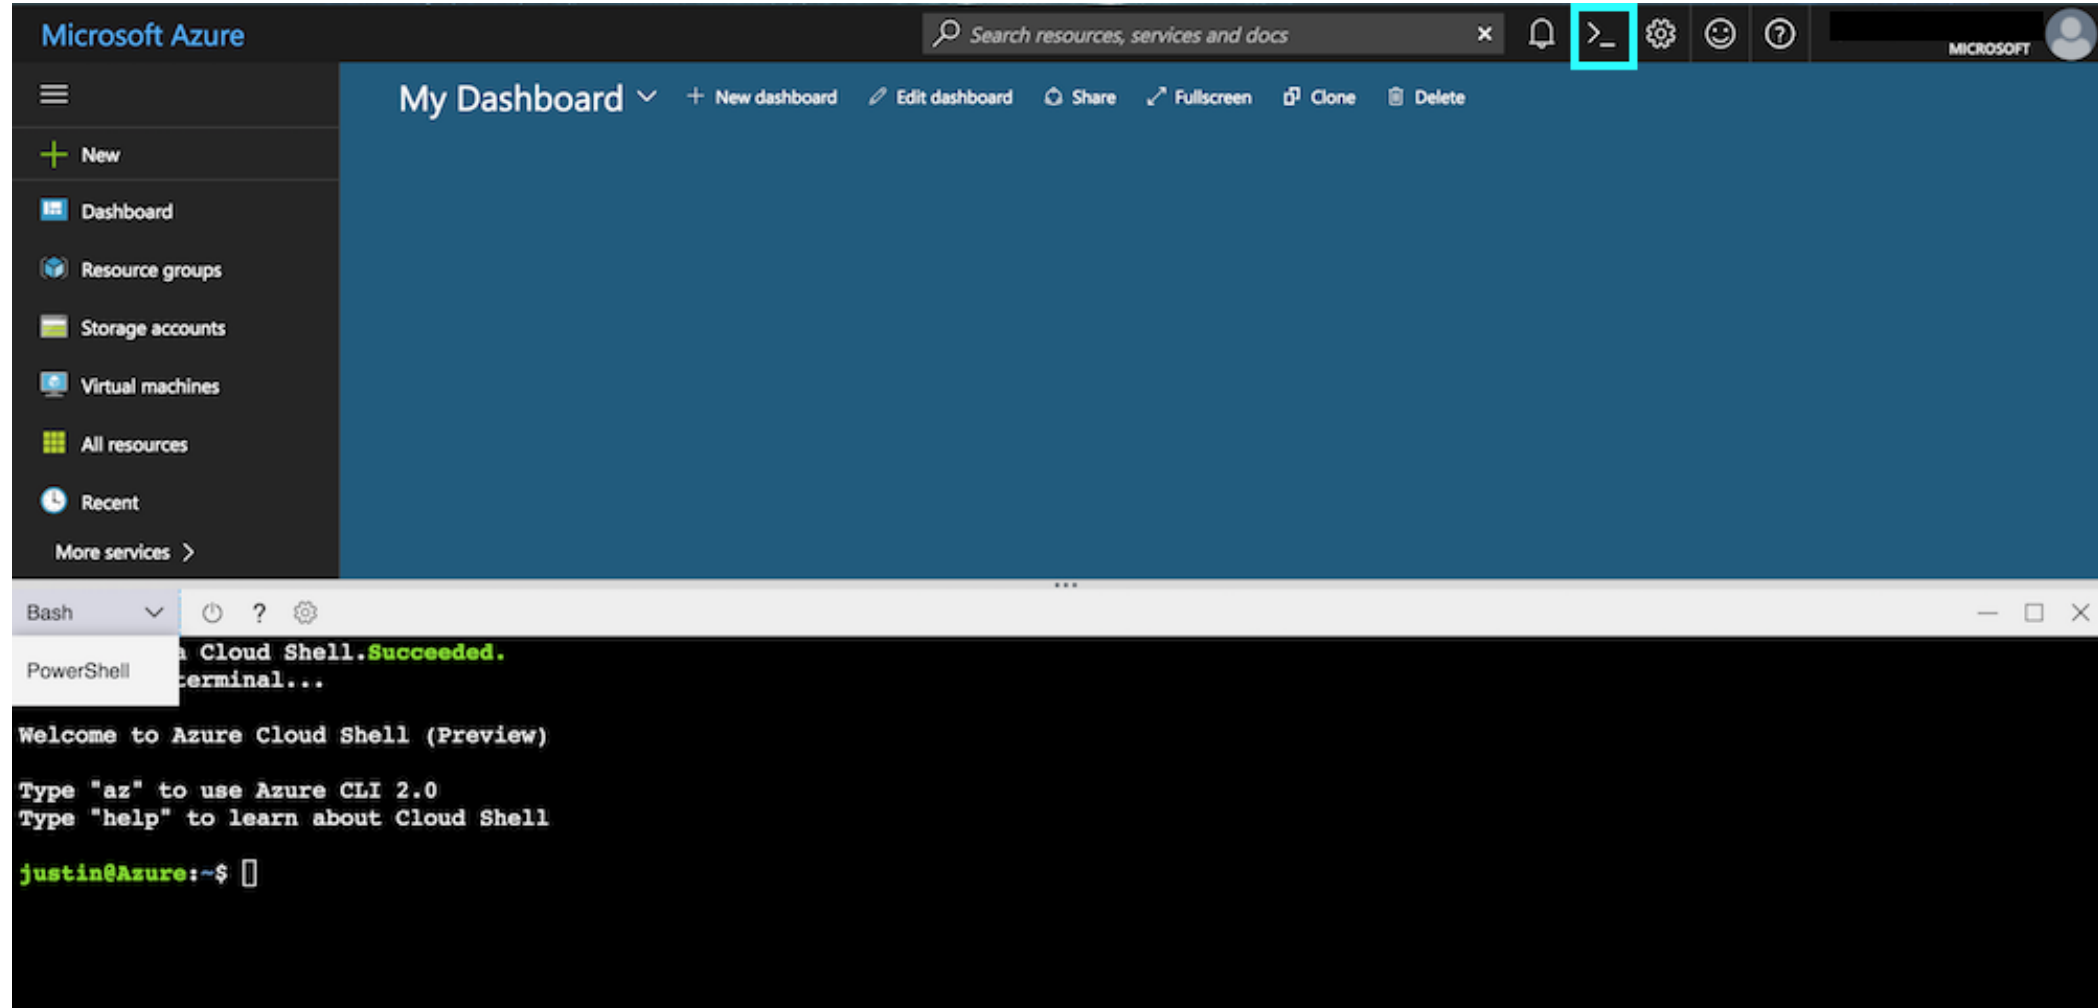 Microsoft Azure
Search resources, services and docs
MICROSOFT
My Dashboard
New dashboard
Edit dashboard
Share
Fullscreen
Clone
Delete
New
Dashboard
Resource groups
Storage accounts
Virtual machines
All resources
Recent
More services >
Bash
?
PowerShell
Cloud Shell.Succeeded.
erminal...
Welcome to Azure Cloud Shell (Preview)
Type "az" to use Azure CLI 2.0
Type "help" to learn about Cloud Shell
justin@Azure:~$